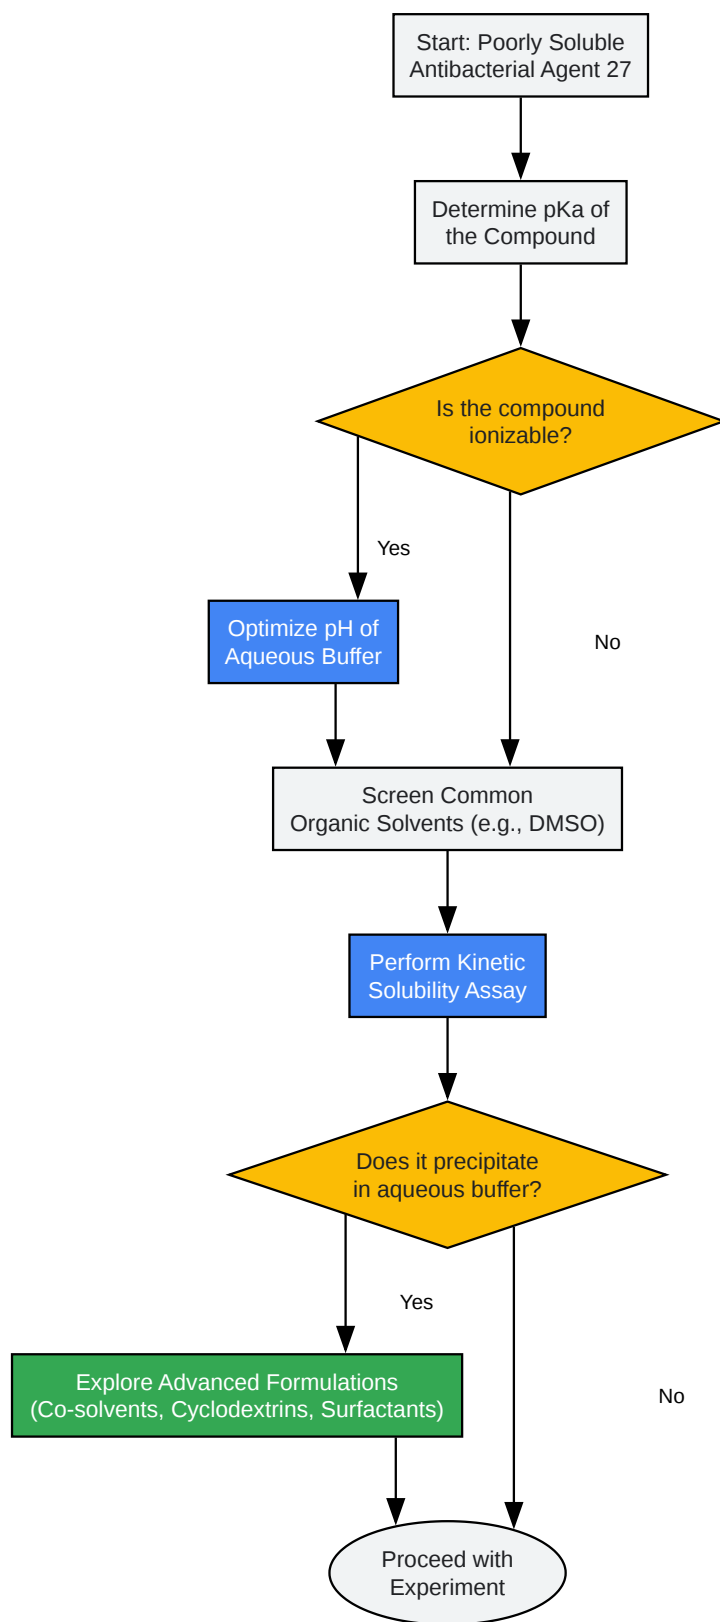 Start: Poorly Soluble
Antibacterial Agent 27
Determine pKa of
the Compound
Is the compound
ionizable?
Yes
Optimize pH of
Aqueous Buffer
No
Screen Common
Organic Solvents (e.g., DMSO)
Perform Kinetic
Solubility Assay
Does it precipitate
in aqueous buffer?
Yes
Explore Advanced Formulations
(Co-solvents, Cyclodextrins, Surfactants)
No
Proceed with
Experiment